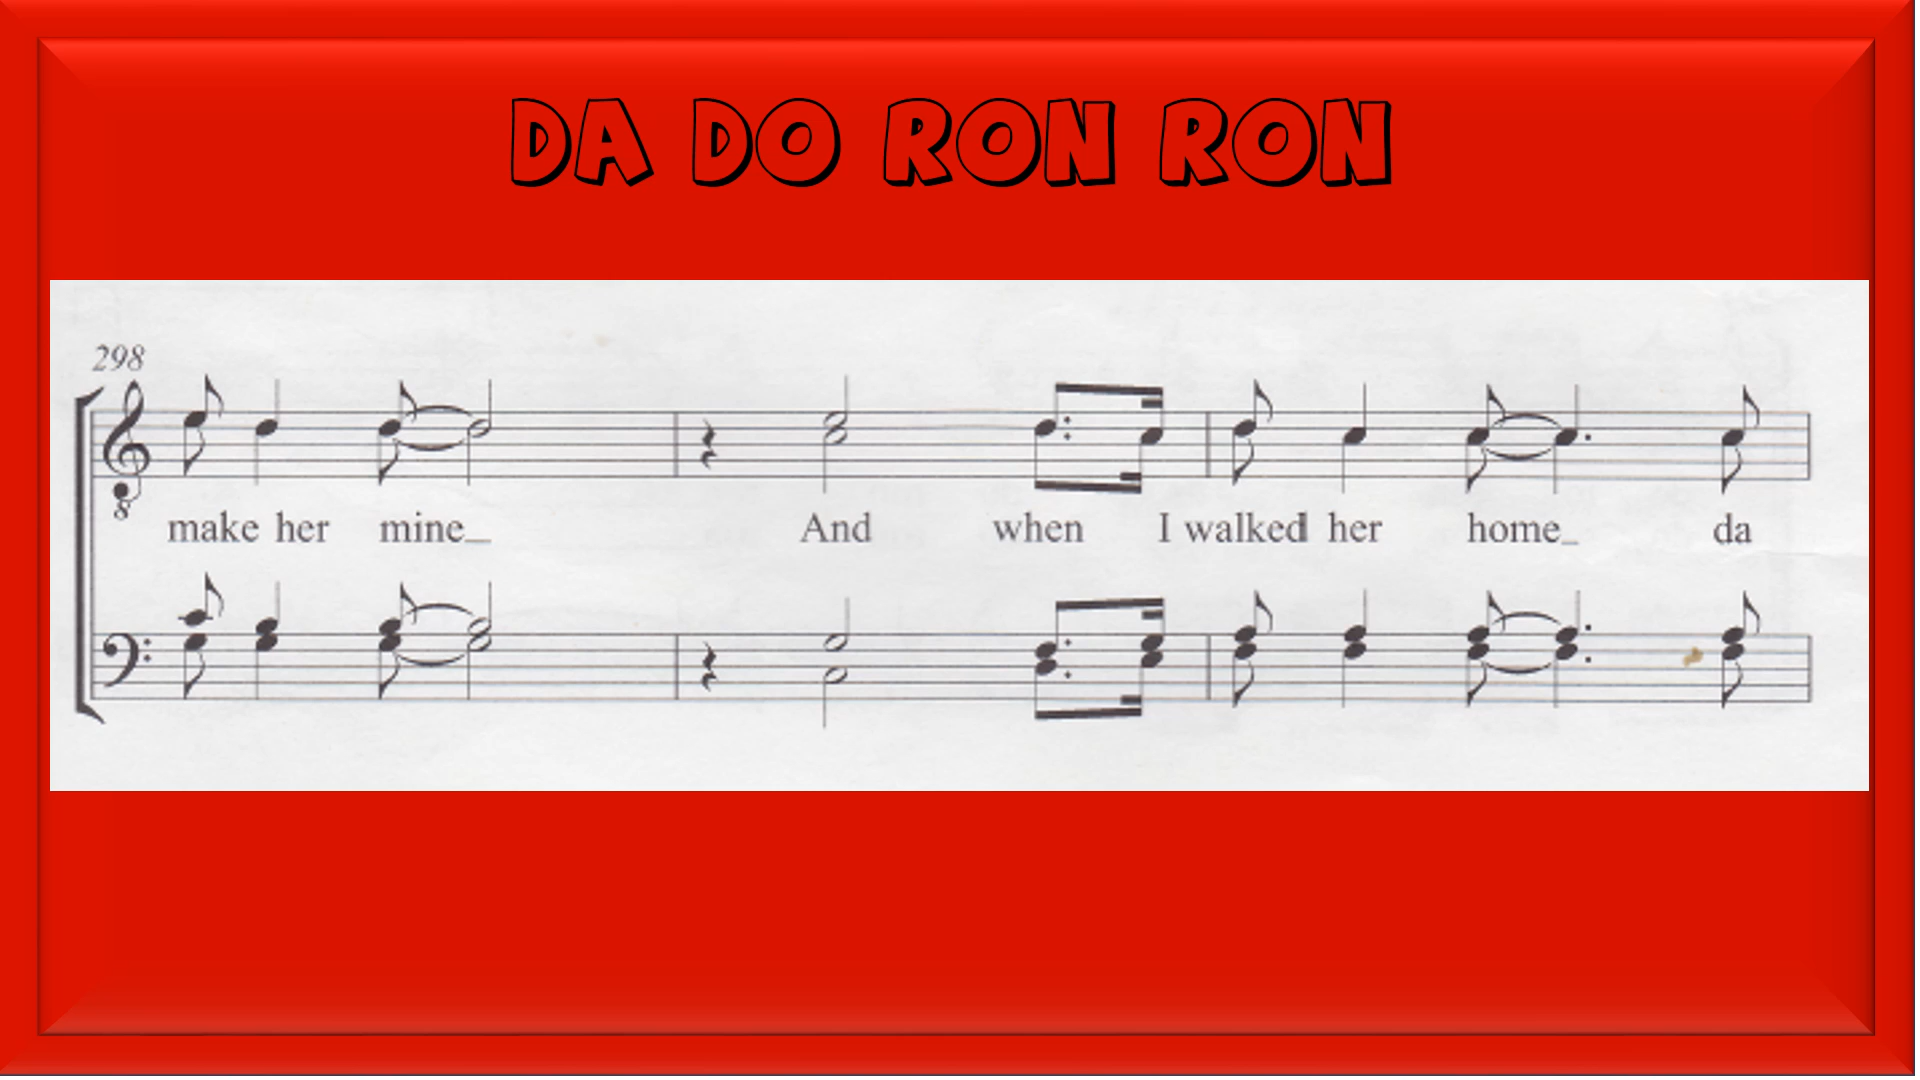 DA DO RON RON
298
8
make her mine_ And when I walked her home_ da